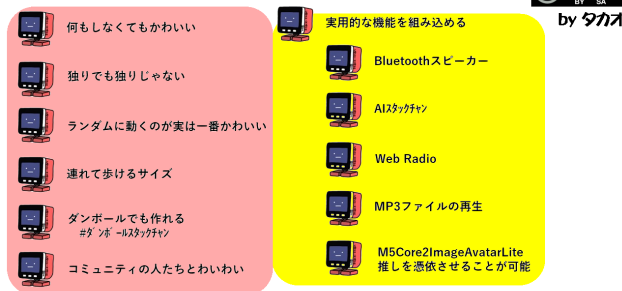 何もしなくてもかわいい
独りでも独りじゃない
ランダムに動くのが実は一番かわいい
連れて歩けるサイズ
ダンボールでも作れる
#ﾀﾞﾝﾎﾞｰﾙｽﾀｯｸﾁｬﾝ
コミュニティの人たちとわいわい
実用的な機能を組み込める
Bluetoothスピーカー
AIｽﾀｯｸﾁｬﾝ
Web Radio
MP3ファイルの再生
M5Core2ImageAvatarLite
推しを憑依させることが可能
BY SA
by タカオ